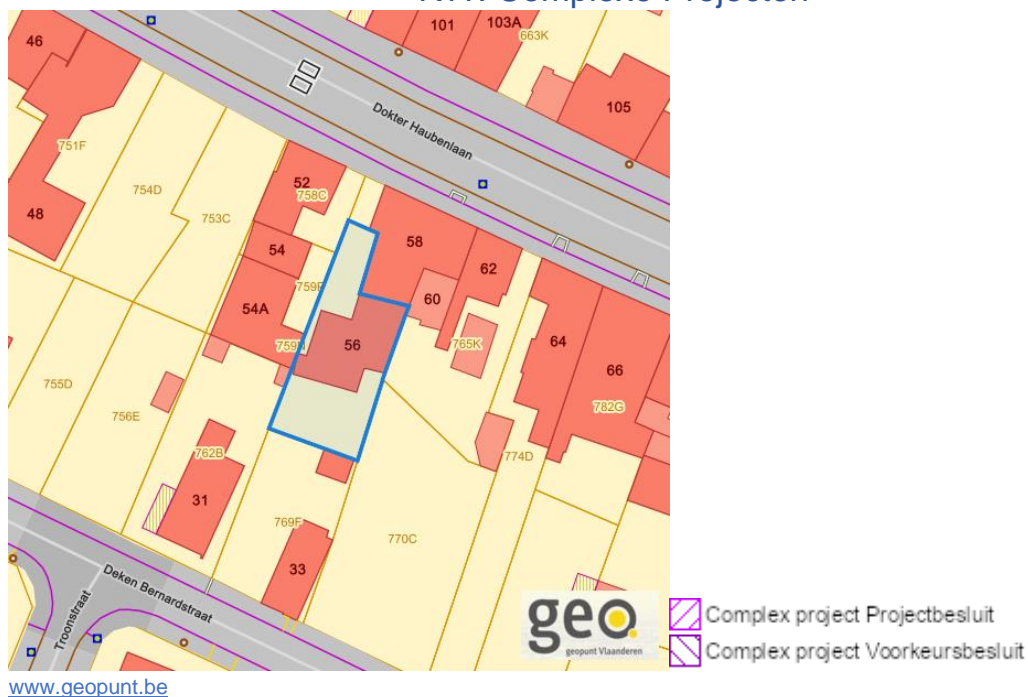 46
101
103A
663K
105
Dokter Haubenlaan
751F
754D
753C
48
52
758C
54
58
62
60
54A
765K
56
64
66
755D
756E
782G
762B
774D
31
769F
770C
33
Deken Bernardstraat
Troonstraat
geo
geopunt Vlaanderen
Complex project Projectbesluit
Complex project Voorkeursbesluit
www.geopunt.be